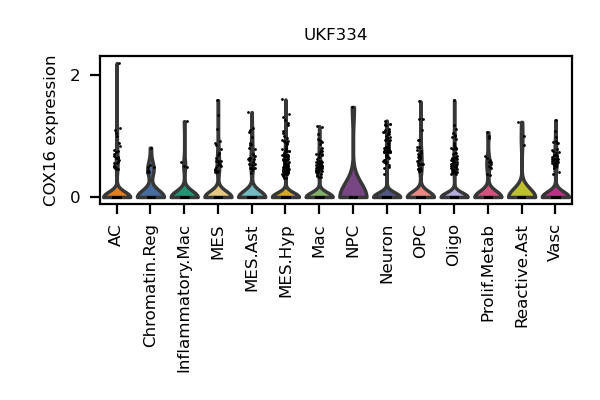 UKF334
COX16 expression
2
0
AC
Chromatin.Reg
Inflammatory.Mac
MES
MES.Ast
MES.Hyp
Mac
NPC
Neuron
OPC
Oligo
Prolif.Metab
Reactive.Ast
Vasc